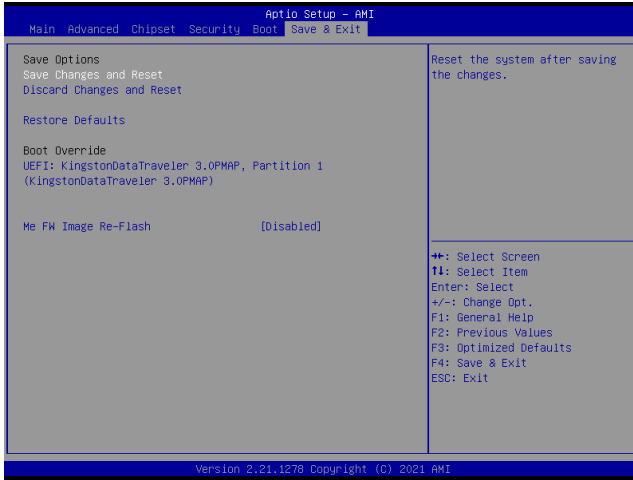 Aptio Setup – AMI
Main Advanced Chipset Security Boot Save & Exit
Save Options
Save Changes and Reset
Discard Changes and Reset
Restore Defaults
Boot Override
UEFI: KingstonDataTraveler 3.0PMAP, Partition 1
(KingstonDataTraveler 3.0PMAP)
Me FW Image Re-Flash [Disabled]
Reset the system after saving
the changes.
→←: Select Screen
↑↓: Select Item
Enter: Select
+/-: Change Opt.
F1: General Help
F2: Previous Values
F3: Optimized Defaults
F4: Save & Exit
ESC: Exit
Version 2.21.1278 Copyright (C) 2021 AMI